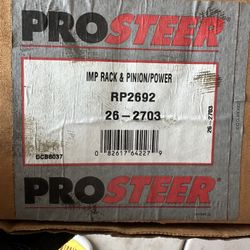 PROSTEER
IMP RACK & PINION/POWER
RP2692
26-2703
26-2703
0 82617 64227 9
DCB6037
PROSTEER